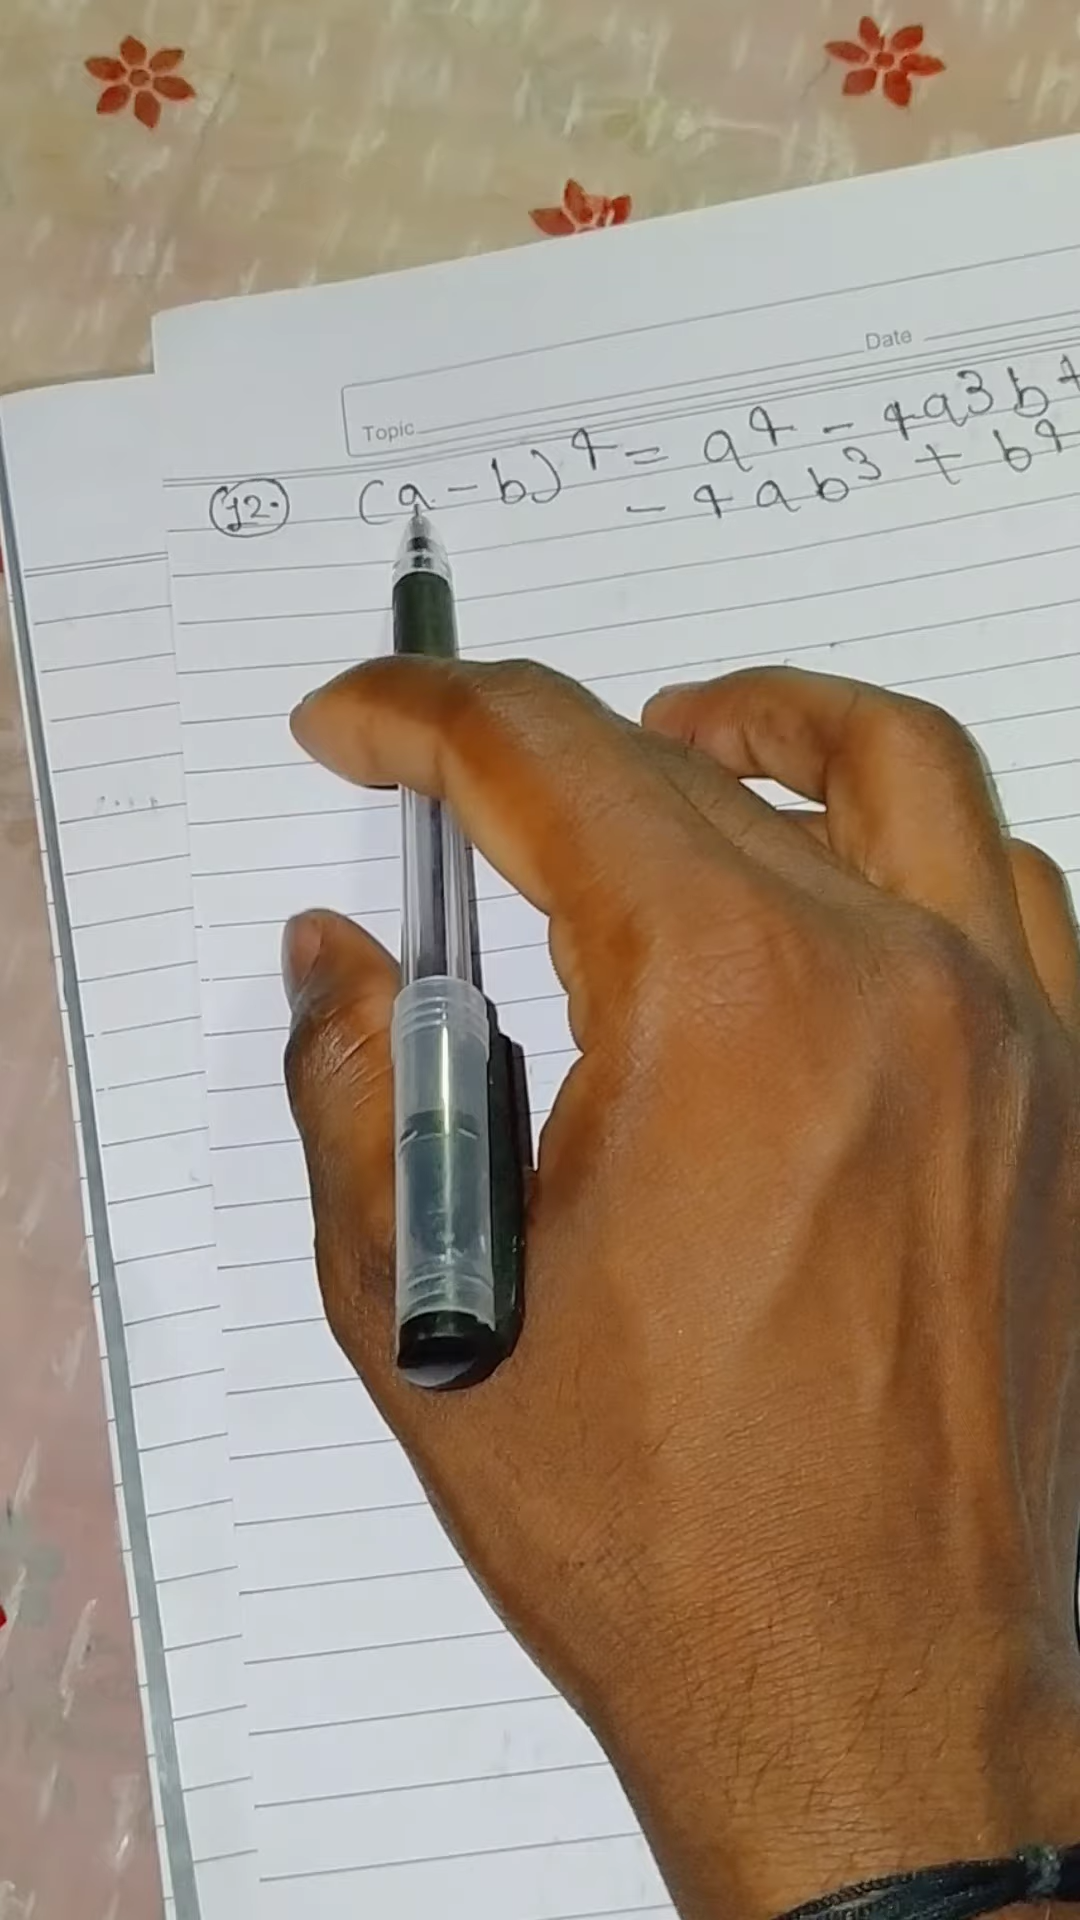 Date
Topic
12. (a-b)⁴ = a⁴ - 4a³b +
- 4ab³ + b⁴